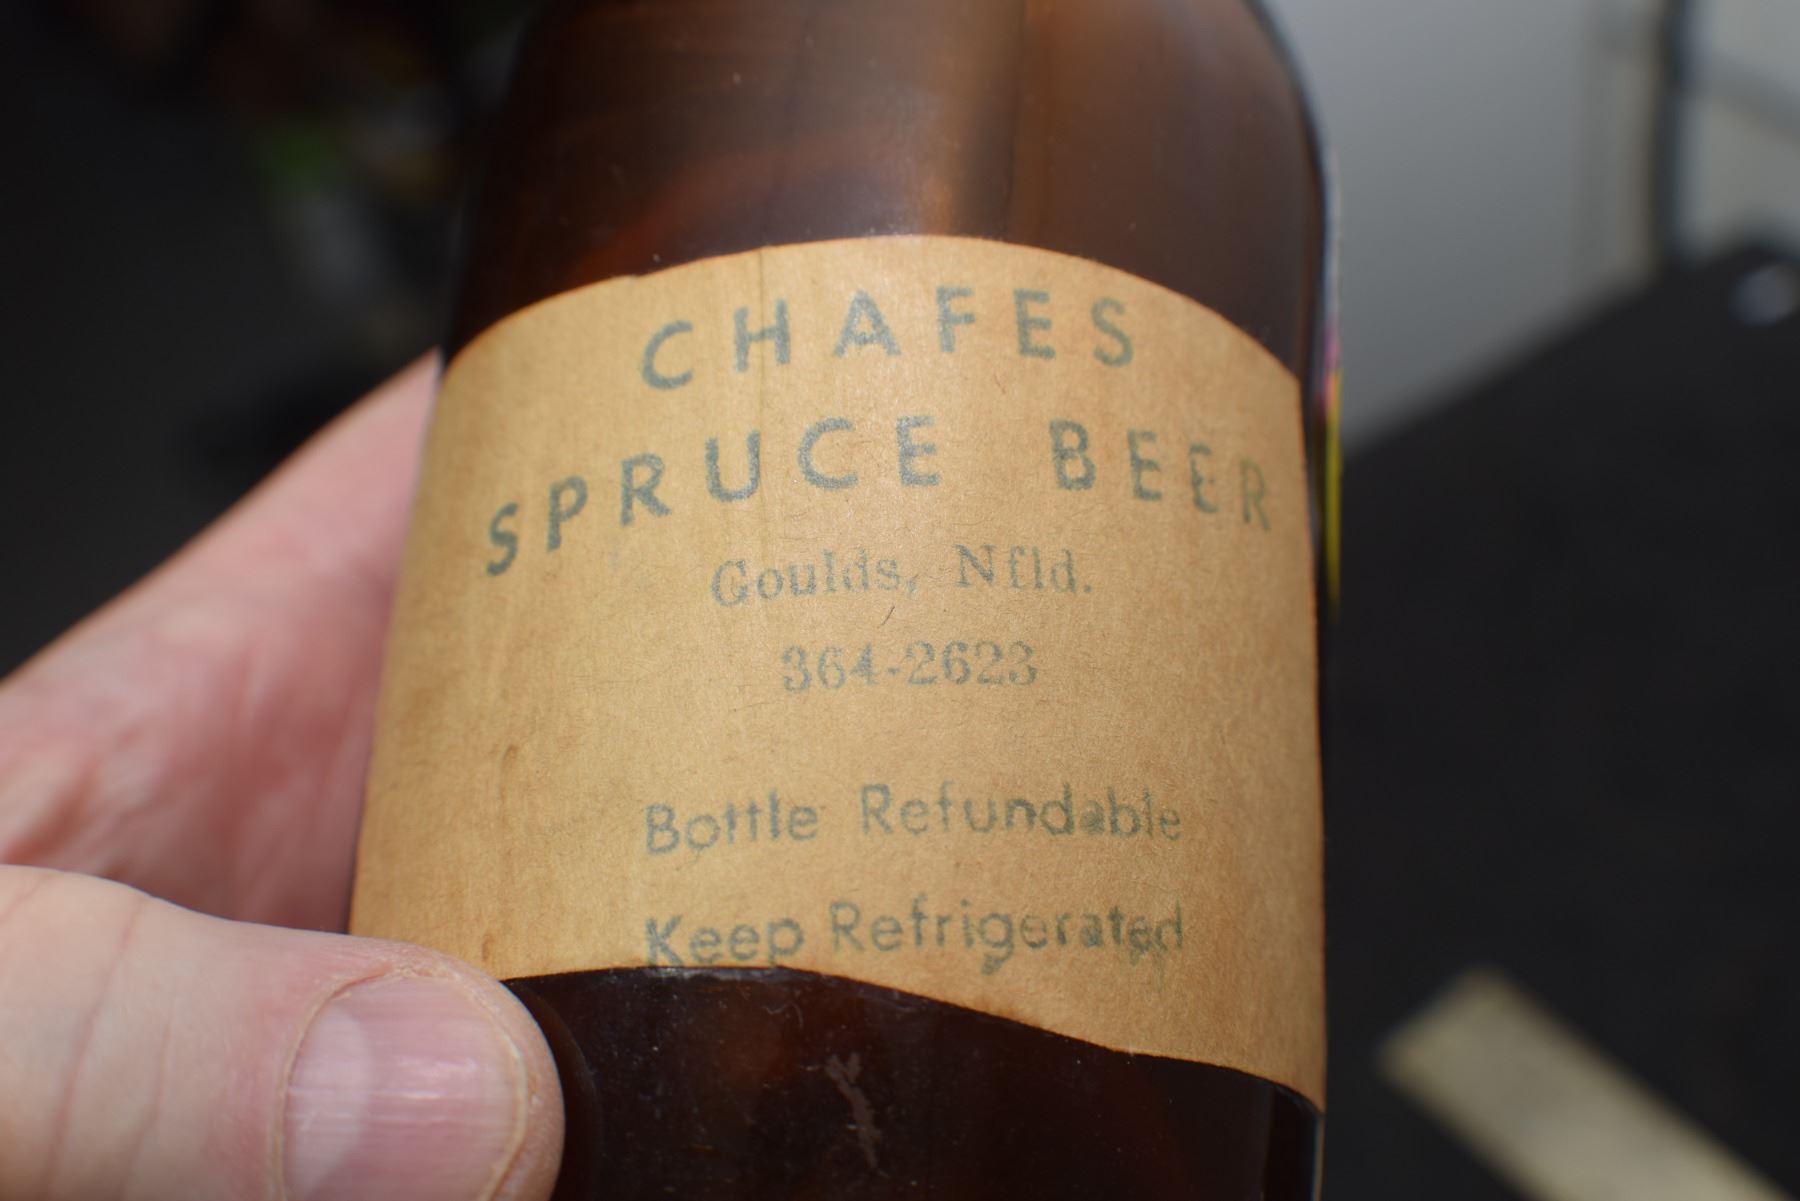 CHAFES
SPRUCE BEER
Goulds, Nfld.
364-2623
Bottle Refundable
Keep Refrigerated